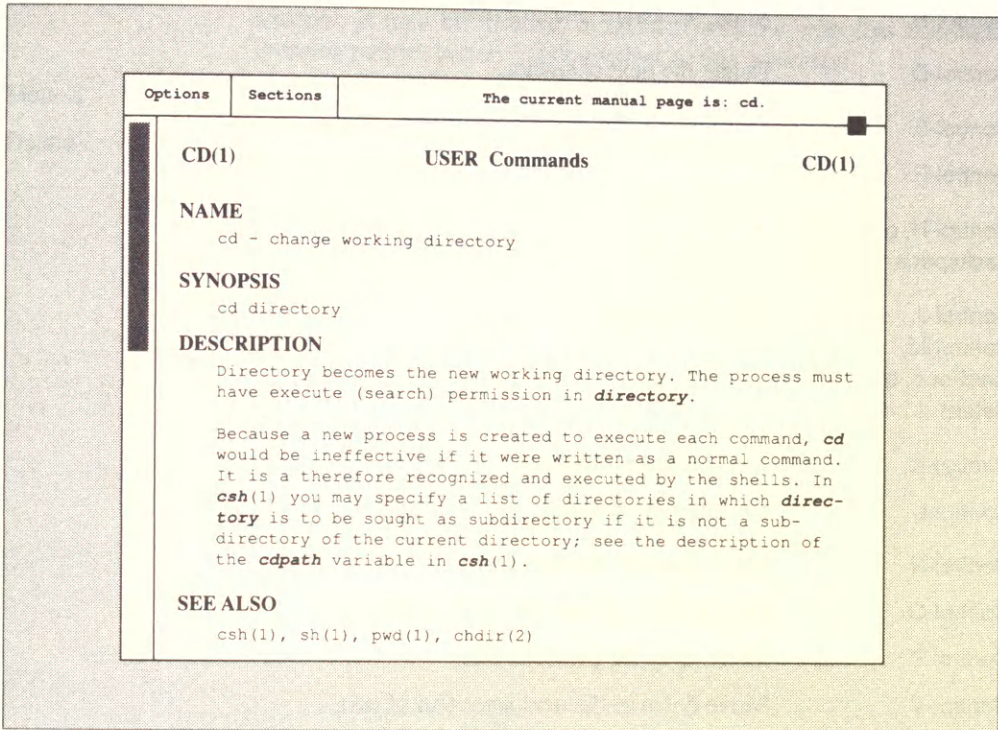 Options Sections The current manual page is: cd.
CD(1) USER Commands CD(1)
NAME
cd - change working directory
SYNOPSIS
cd directory
DESCRIPTION
Directory becomes the new working directory. The process must
have execute (search) permission in directory.
Because a new process is created to execute each command, cd
would be ineffective if it were written as a normal command.
It is a therefore recognized and executed by the shells. In
csh(1) you may specify a list of directories in which direc-
tory is to be sought as subdirectory if it is not a sub-
directory of the current directory; see the description of
the cdpath variable in csh(1).
SEE ALSO
csh(1), sh(1), pwd(1), chdir(2)